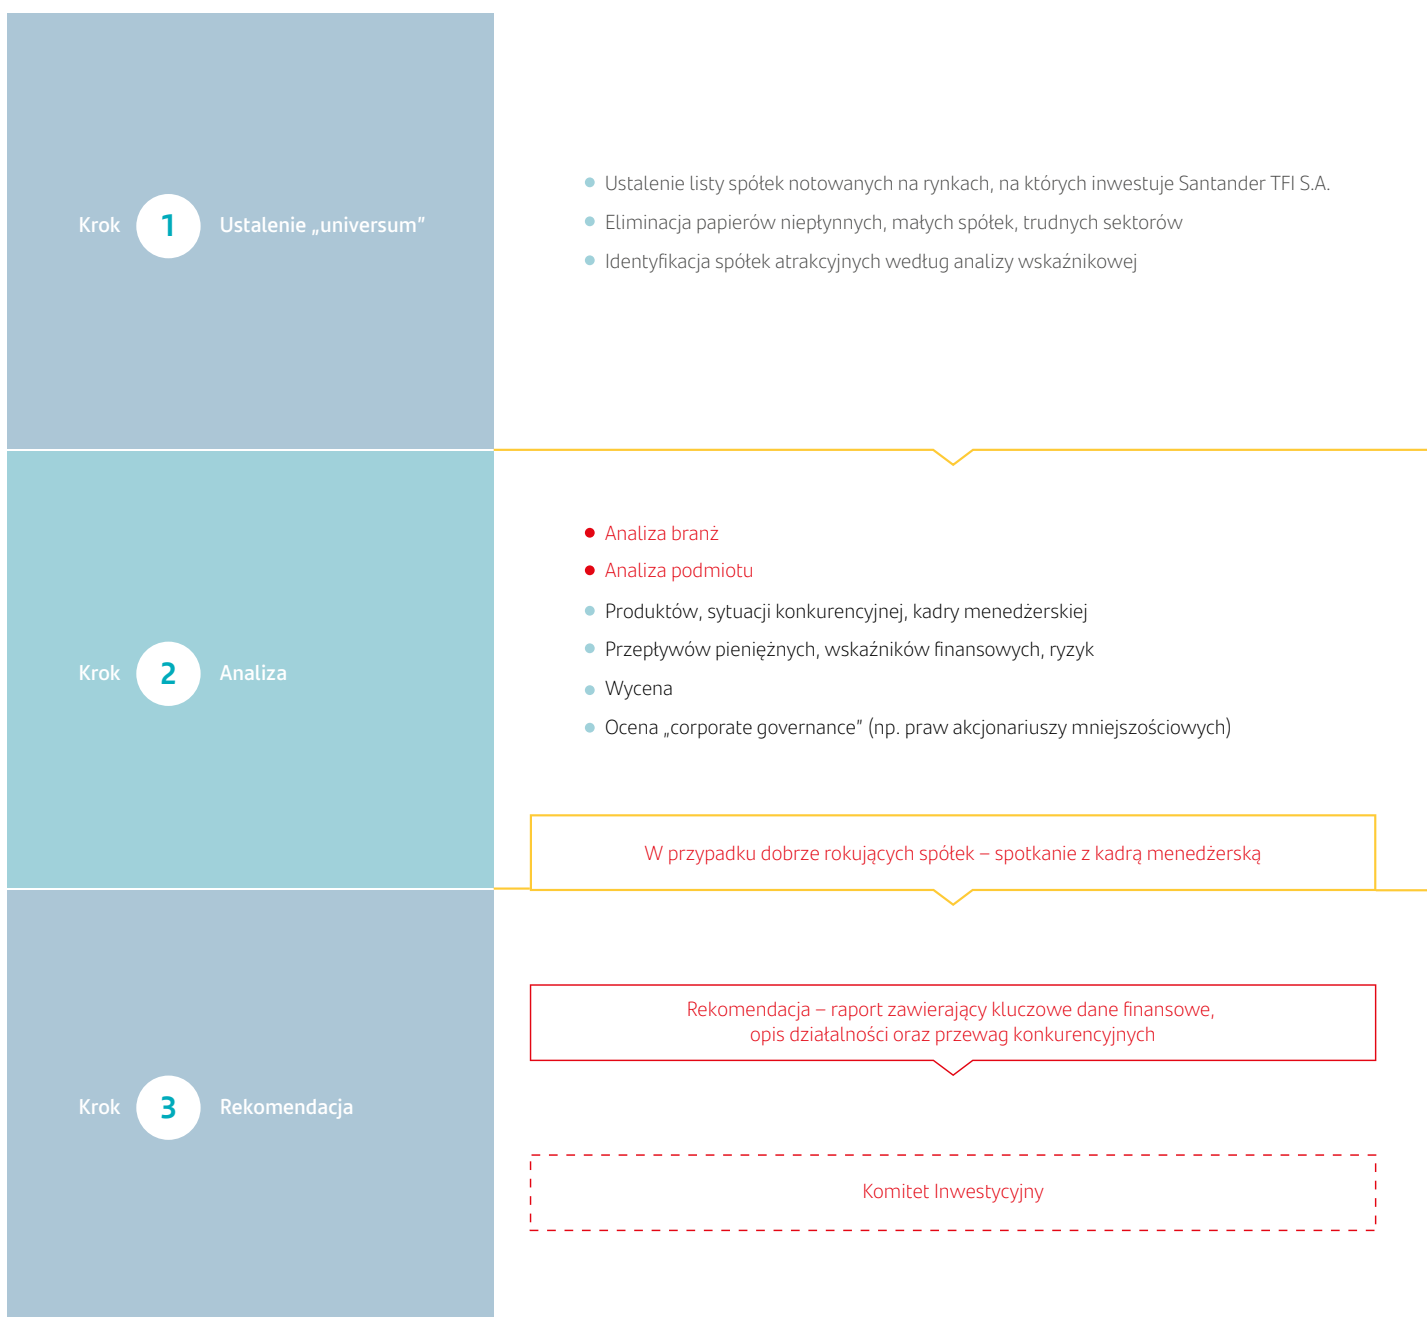 Krok 1 Ustalenie „universum”
• Ustalenie listy spółek notowanych na rynkach, na których inwestuje Santander TFI S.A.
• Eliminacja papierów niepłynnych, małych spółek, trudnych sektorów
• Identyfikacja spółek atrakcyjnych według analizy wskaźnikowej
Krok 2 Analiza
• Analiza branż
• Analiza podmiotu
• Produktów, sytuacji konkurencyjnej, kadry menedżerskiej
• Przepływów pieniężnych, wskaźników finansowych, ryzyk
• Wycena
• Ocena „corporate governance” (np. praw akcjonariuszy mniejszościowych)
W przypadku dobrze rokujących spółek – spotkanie z kadrą menedżerską
Krok 3 Rekomendacja
Rekomendacja – raport zawierający kluczowe dane finansowe,
opis działalności oraz przewag konkurencyjnych
Komitet Inwestycyjny